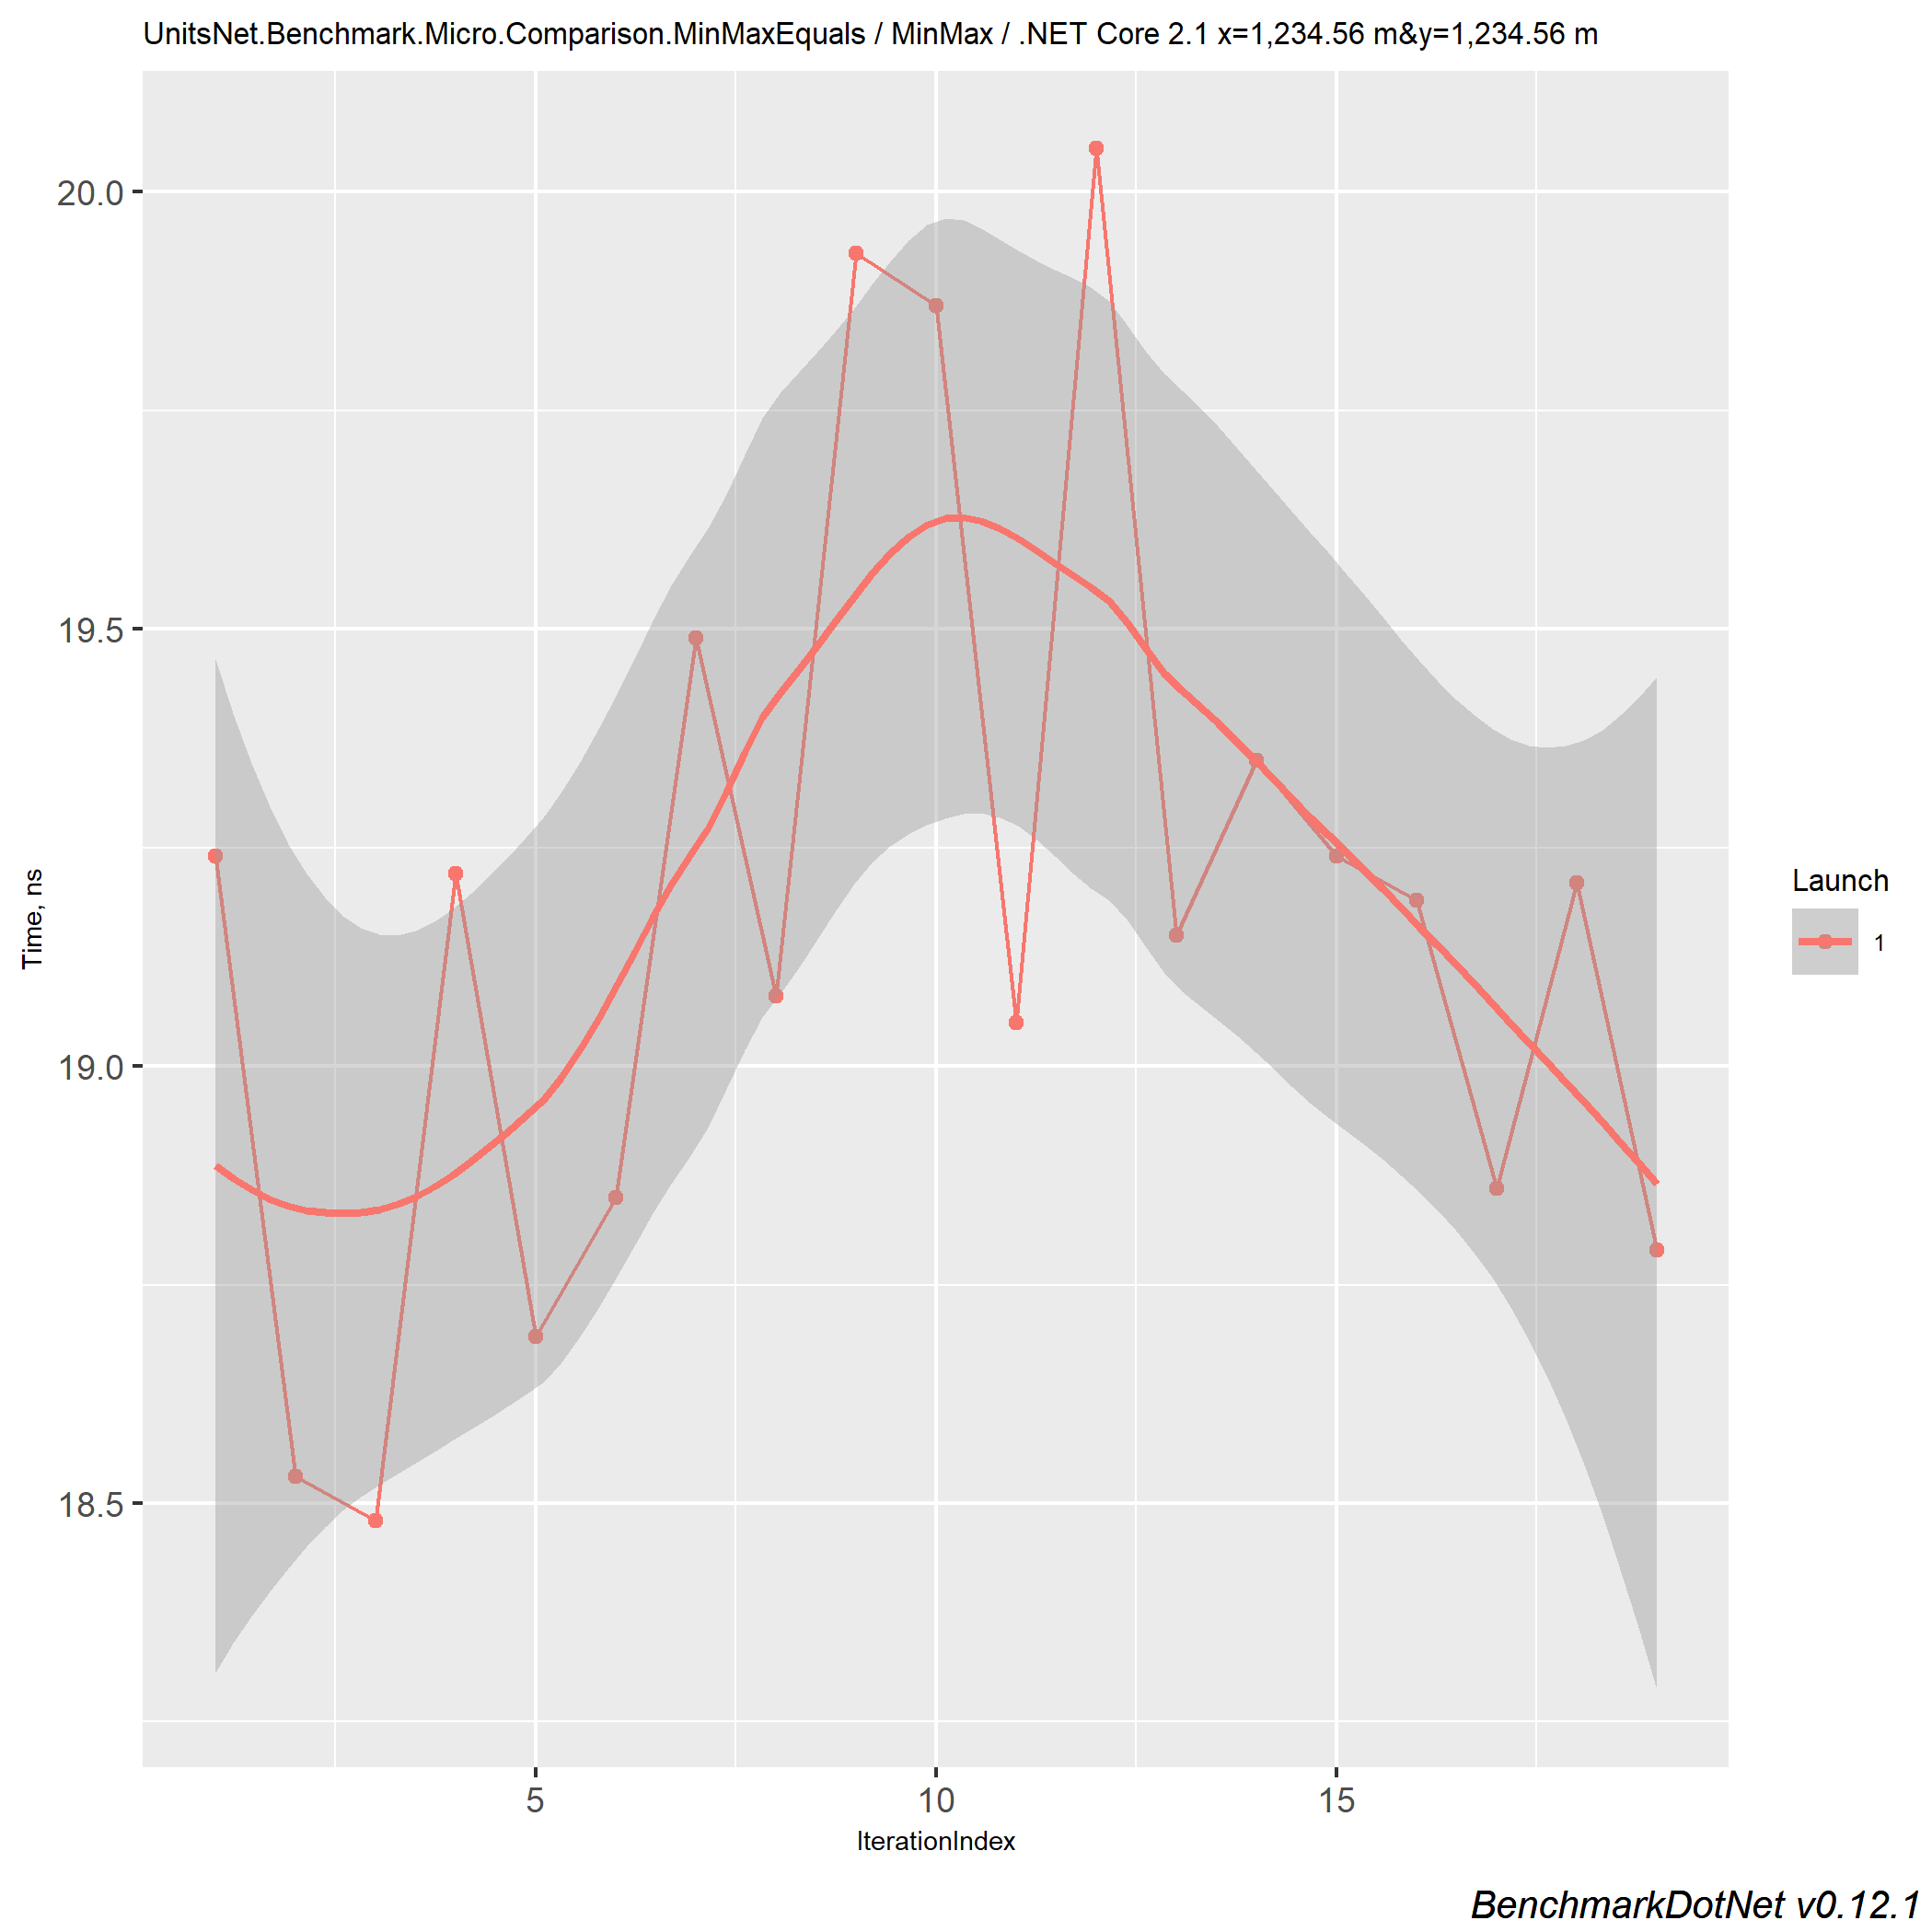 UnitsNet.Benchmark.Micro.Comparison.MinMaxEquals / MinMax / .NET Core 2.1 x=1,234.56 m&y=1,234.56 m
20.0
19.5
19.0
18.5
Time, ns
5 10 15
IterationIndex
Launch
1
BenchmarkDotNet v0.12.1